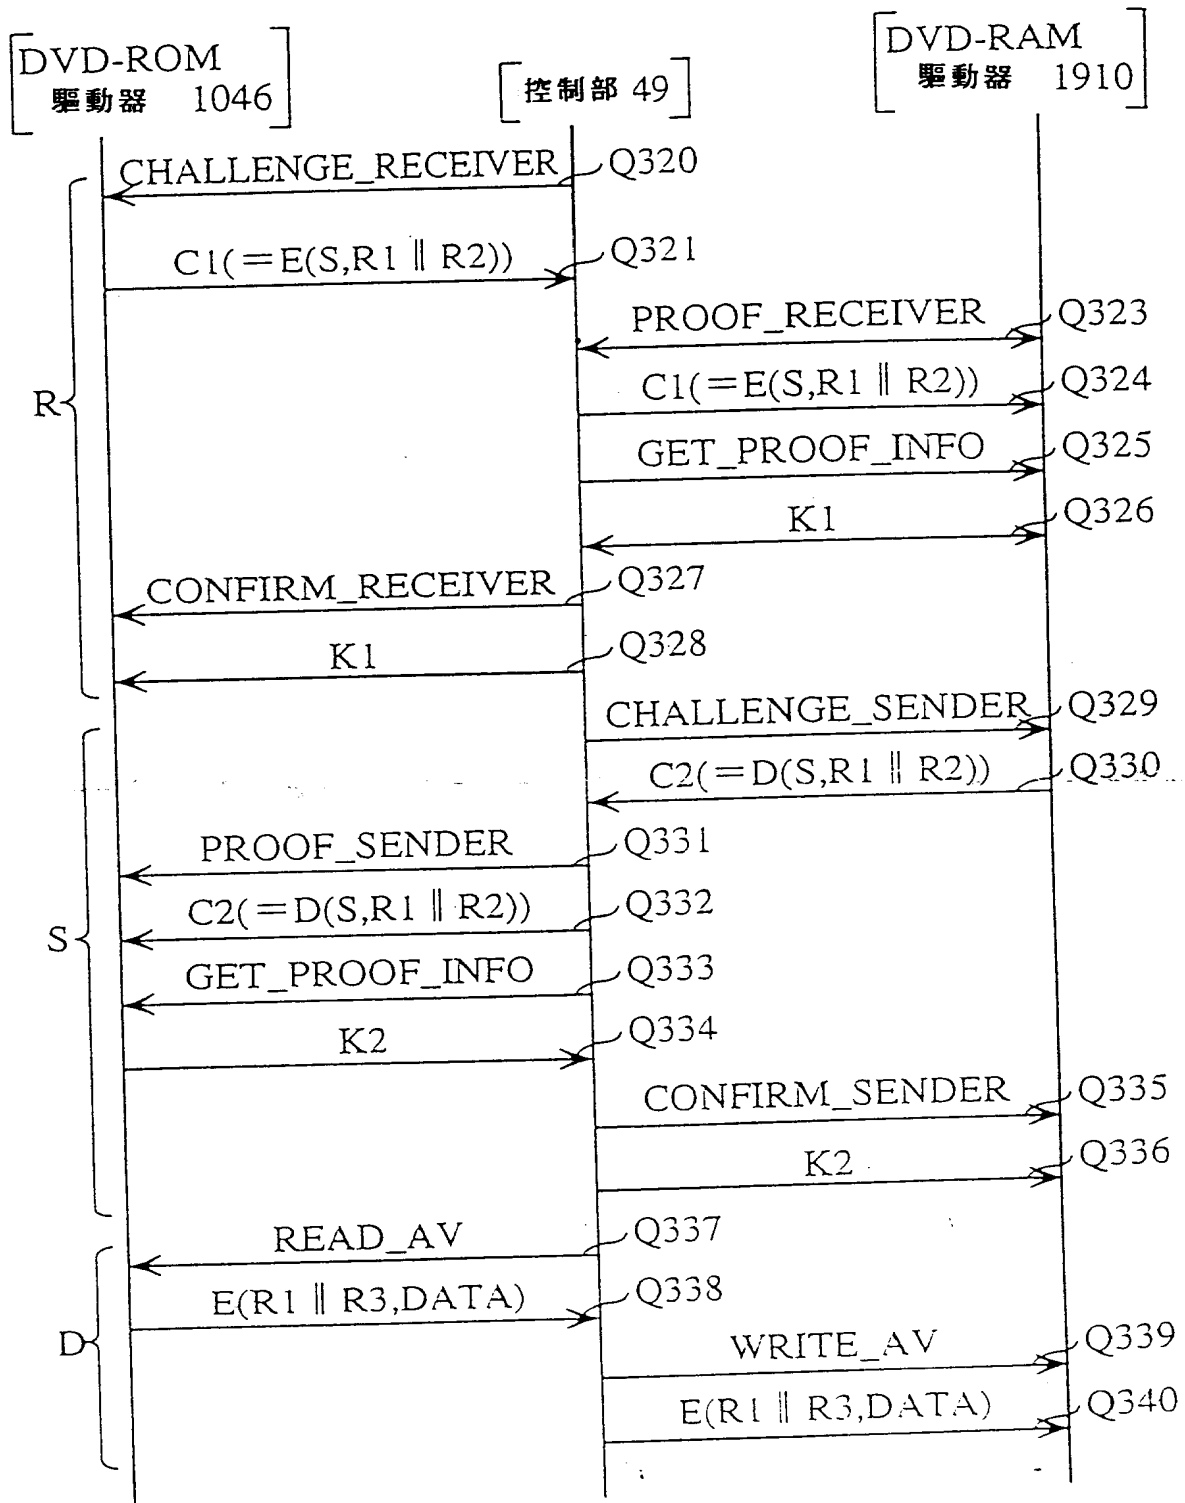 DVD-ROM
驅動器 1046
控制部 49
DVD-RAM
驅動器 1910
CHALLENGE_RECEIVER
Q320
C1(=E(S,R1 ‖ R2))
Q321
PROOF_RECEIVER
Q323
C1(=E(S,R1 ‖ R2))
Q324
R
GET_PROOF_INFO
Q325
K1
Q326
CONFIRM_RECEIVER
Q327
K1
Q328
CHALLENGE_SENDER
Q329
C2(=D(S,R1 ‖ R2))
Q330
PROOF_SENDER
Q331
C2(=D(S,R1 ‖ R2))
Q332
S
GET_PROOF_INFO
Q333
K2
Q334
CONFIRM_SENDER
Q335
K2
Q336
READ_AV
Q337
E(R1 ‖ R3,DATA)
Q338
D
WRITE_AV
Q339
E(R1 ‖ R3,DATA)
Q340